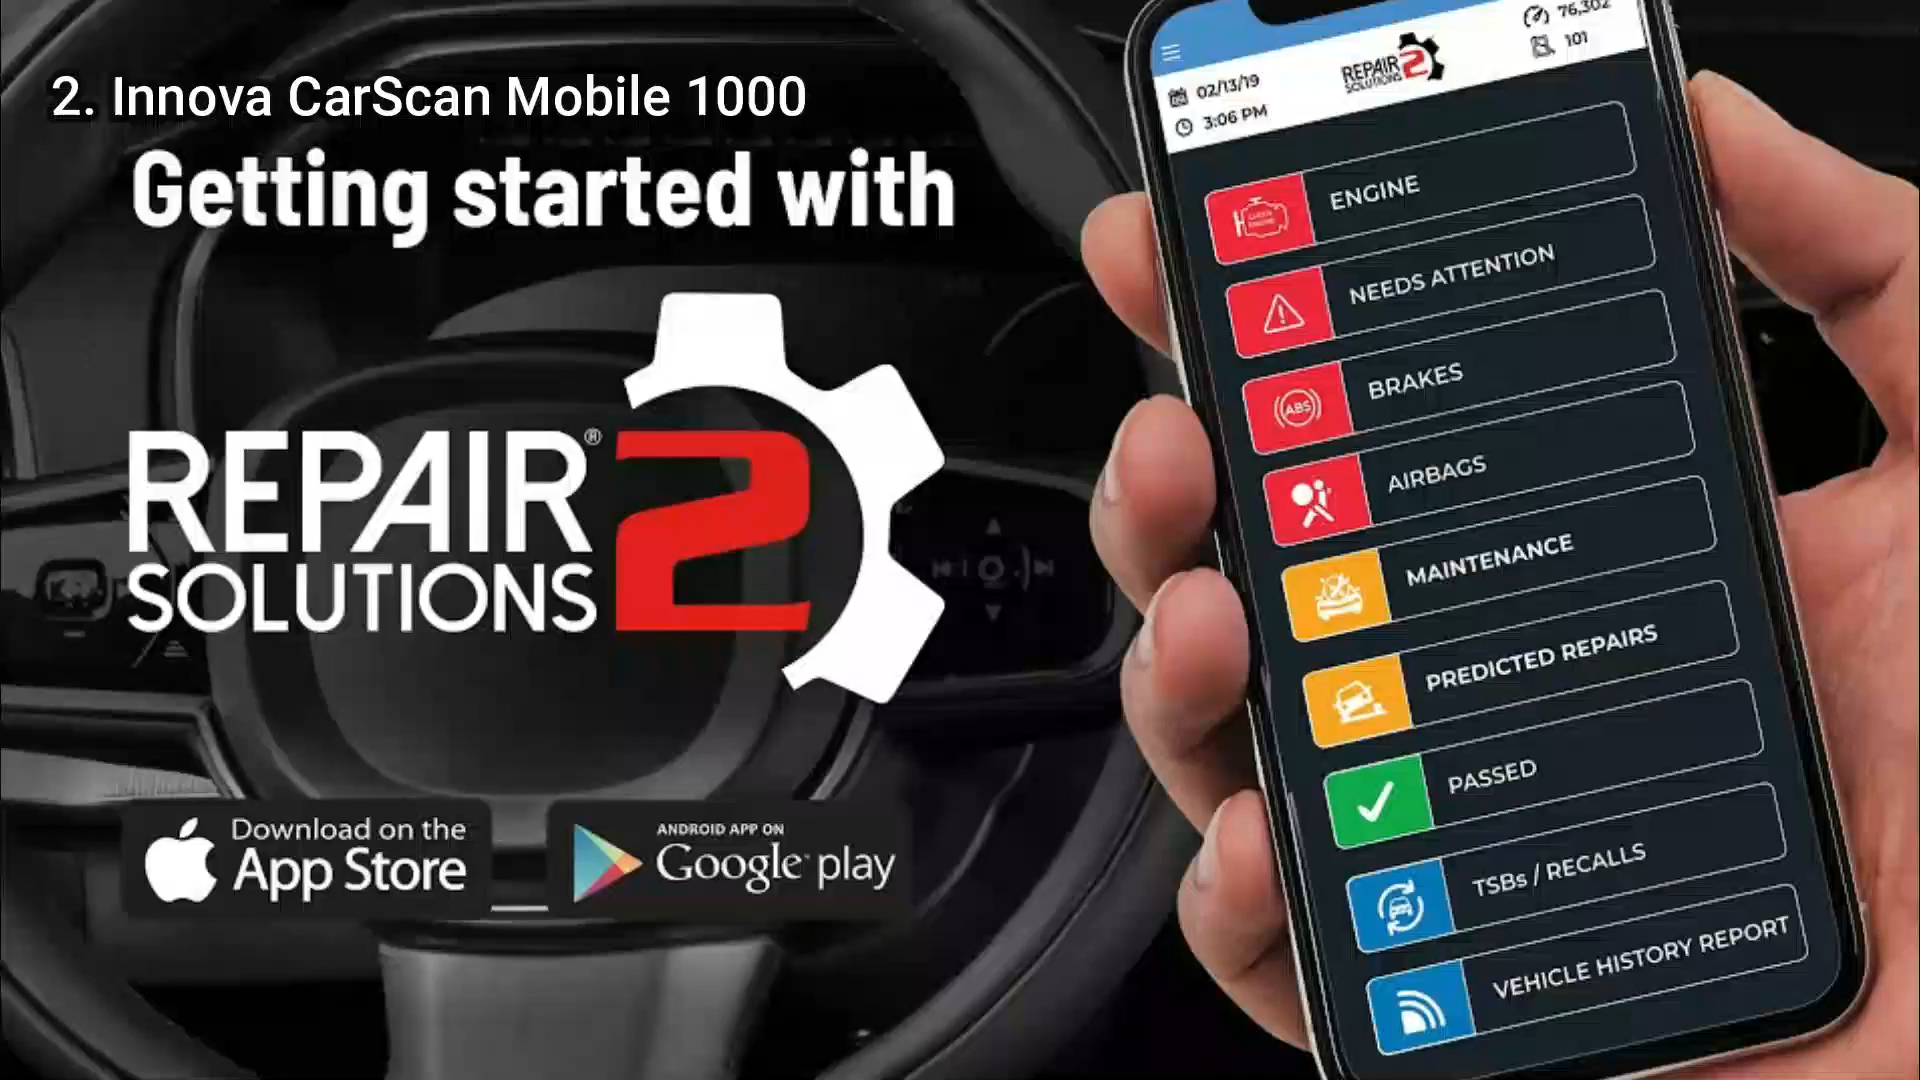 2. Innova CarScan Mobile 1000
Getting started with
REPAIR®
SOLUTIONS
2
Download on the
App Store
ANDROID APP ON
Google play
02/13/19
3:06 PM
REPAIR
SOLUTIONS
2
76,302
101
ENGINE
NEEDS ATTENTION
BRAKES
ABS
AIRBAGS
MAINTENANCE
PREDICTED REPAIRS
PASSED
TSBs / RECALLS
VEHICLE HISTORY REPORT